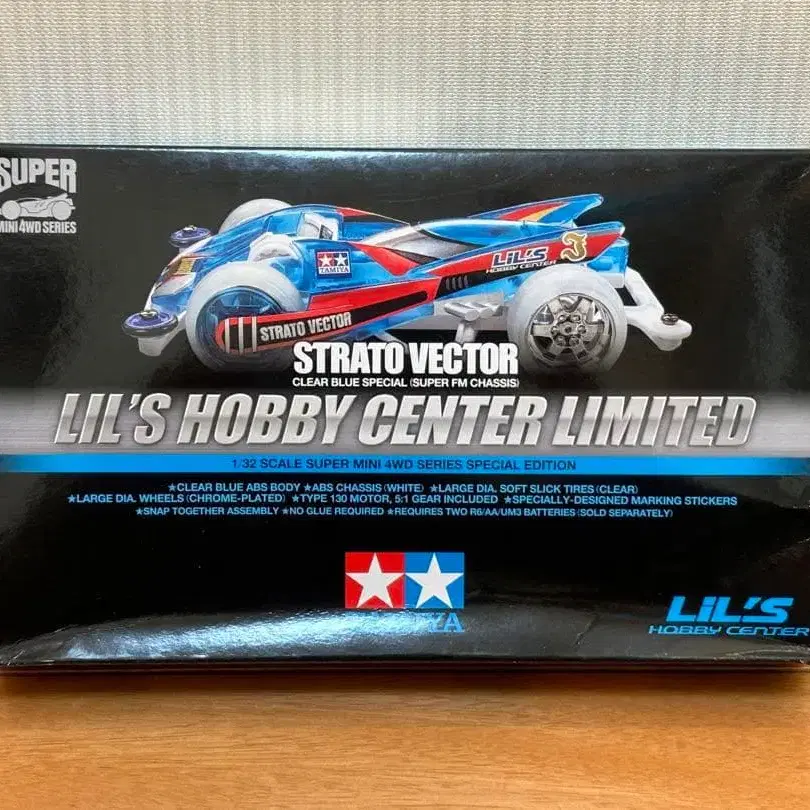 SUPER
MINI 4WD SERIES
TAMIYA
LiL'S
HOBBY CENTER
J
STRATO VECTOR
STRATO VECTOR
CLEAR BLUE SPECIAL (SUPER FM CHASSIS)
LIL'S HOBBY CENTER LIMITED
1/32 SCALE SUPER MINI 4WD SERIES SPECIAL EDITION
★CLEAR BLUE ABS BODY ★ABS CHASSIS (WHITE) ★LARGE DIA. SOFT SLICK TIRES (CLEAR)
★LARGE DIA. WHEELS (CHROME-PLATED) ★TYPE 130 MOTOR, 5:1 GEAR INCLUDED ★SPECIALLY-DESIGNED MARKING STICKERS
★SNAP TOGETHER ASSEMBLY ★NO GLUE REQUIRED ★REQUIRES TWO R6/AA/UM3 BATTERIES (SOLD SEPARATELY)
TAMIYA
LiL'S
HOBBY CENTER